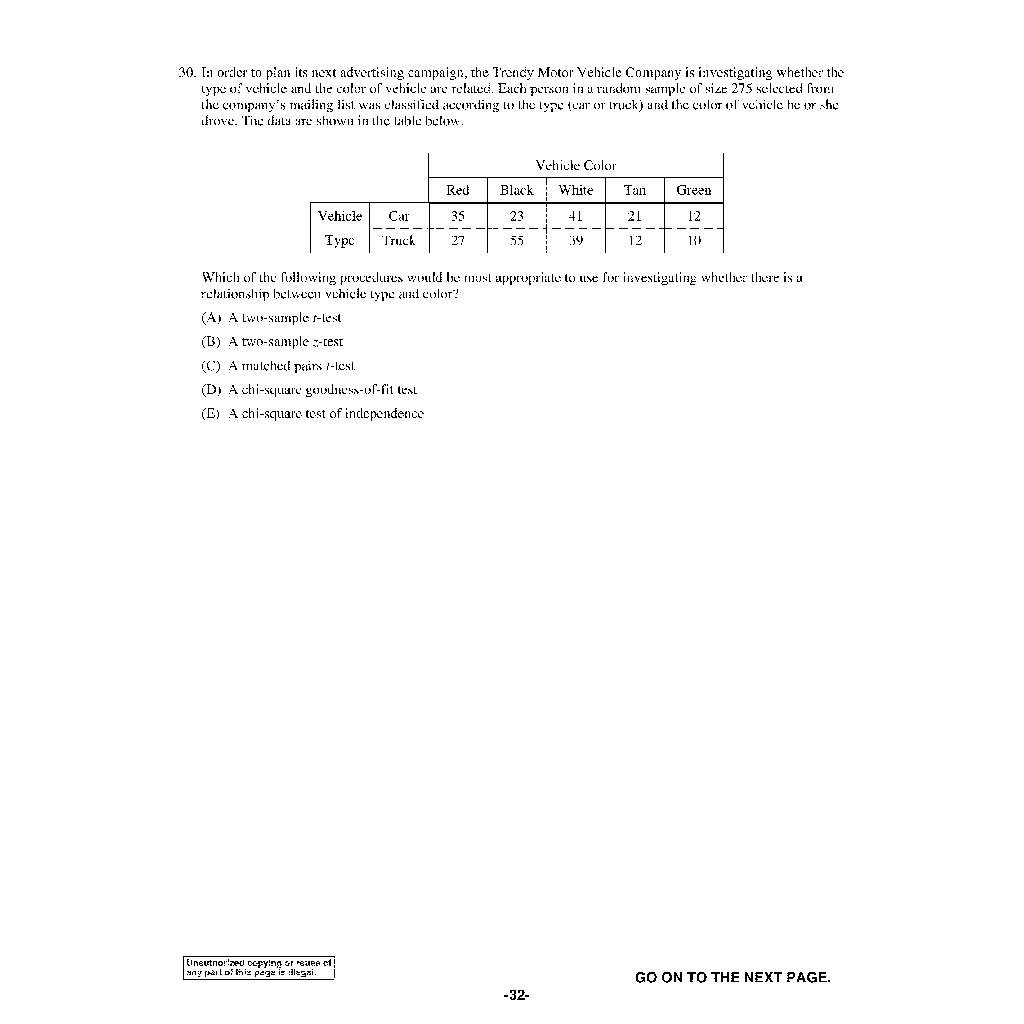 30. In order to plan its next advertising campaign, the Trendy Motor Vehicle Company is investigating whether the
type of vehicle and the color of vehicle are related. Each person in a random sample of size 275 selected from
the company's mailing list was classified according to the type (car or truck) and the color of vehicle he or she
drove. The data are shown in the table below.
Vehicle Color
Red Black White Tan Green
Vehicle Car 35 23 41 21 12
Type Truck 27 55 39 12 10
Which of the following procedures would be most appropriate to use for investigating whether there is a
relationship between vehicle type and color?
(A) A two-sample t-test
(B) A two-sample z-test
(C) A matched pairs t-test
(D) A chi-square goodness-of-fit test
(E) A chi-square test of independence
Unauthorized copying or reuse of
any part of this page is illegal.
GO ON TO THE NEXT PAGE.
-32-